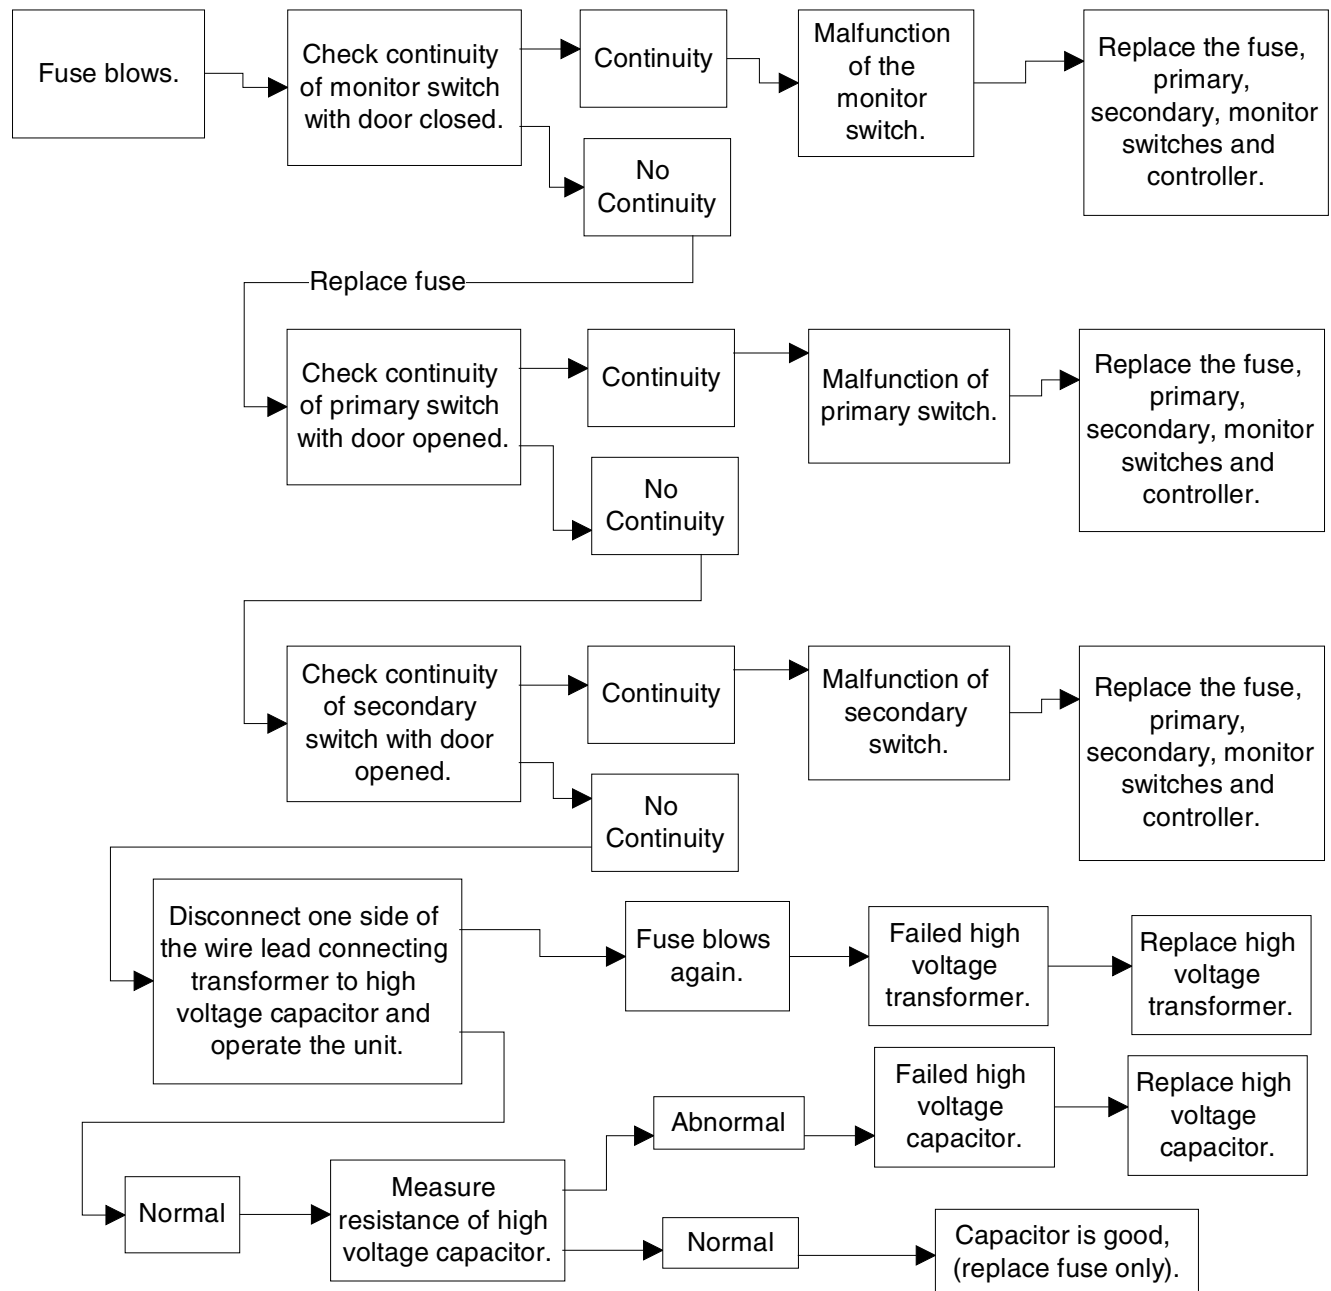 Fuse blows.
Check continuity
of monitor switch
with door closed.
Continuity
Malfunction
of the
monitor
switch.
Replace the fuse,
primary,
secondary, monitor
switches and
controller.
No
Continuity
Replace fuse
Check continuity
of primary switch
with door opened.
Continuity
Malfunction of
primary switch.
Replace the fuse,
primary,
secondary, monitor
switches and
controller.
No
Continuity
Check continuity
of secondary
switch with door
opened.
Continuity
Malfunction of
secondary
switch.
Replace the fuse,
primary,
secondary, monitor
switches and
controller.
No
Continuity
Disconnect one side of
the wire lead connecting
transformer to high
voltage capacitor and
operate the unit.
Fuse blows
again.
Failed high
voltage
transformer.
Replace high
voltage
transformer.
Normal
Measure
resistance of high
voltage capacitor.
Abnormal
Failed high
voltage
capacitor.
Replace high
voltage
capacitor.
Normal
Capacitor is good,
(replace fuse only).